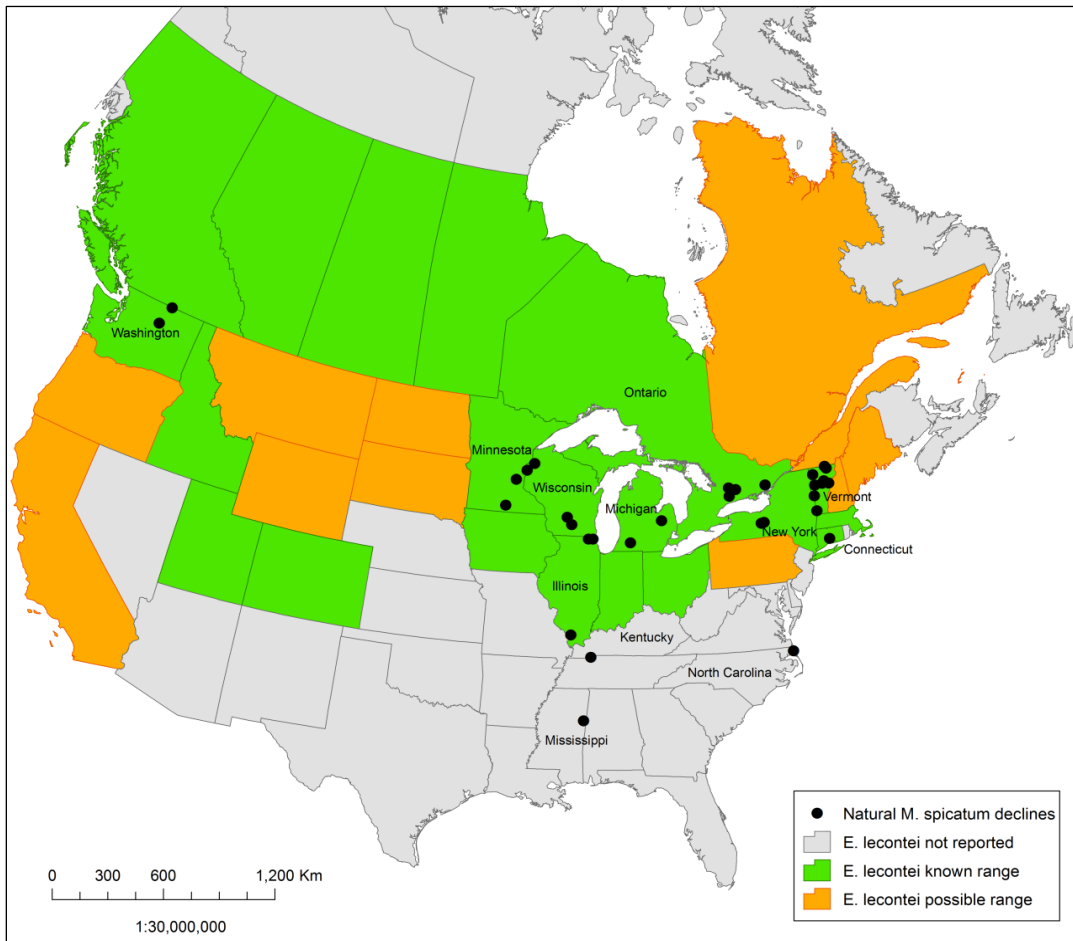 Ontario
Washington
Minnesota
Wisconsin
Michigan
Vermont
New York
Connecticut
Illinois
Kentucky
North Carolina
Mississippi
Natural M. spicatum declines
E. lecontei not reported
E. lecontei known range
E. lecontei possible range
0 300 600 1,200 Km
1:30,000,000